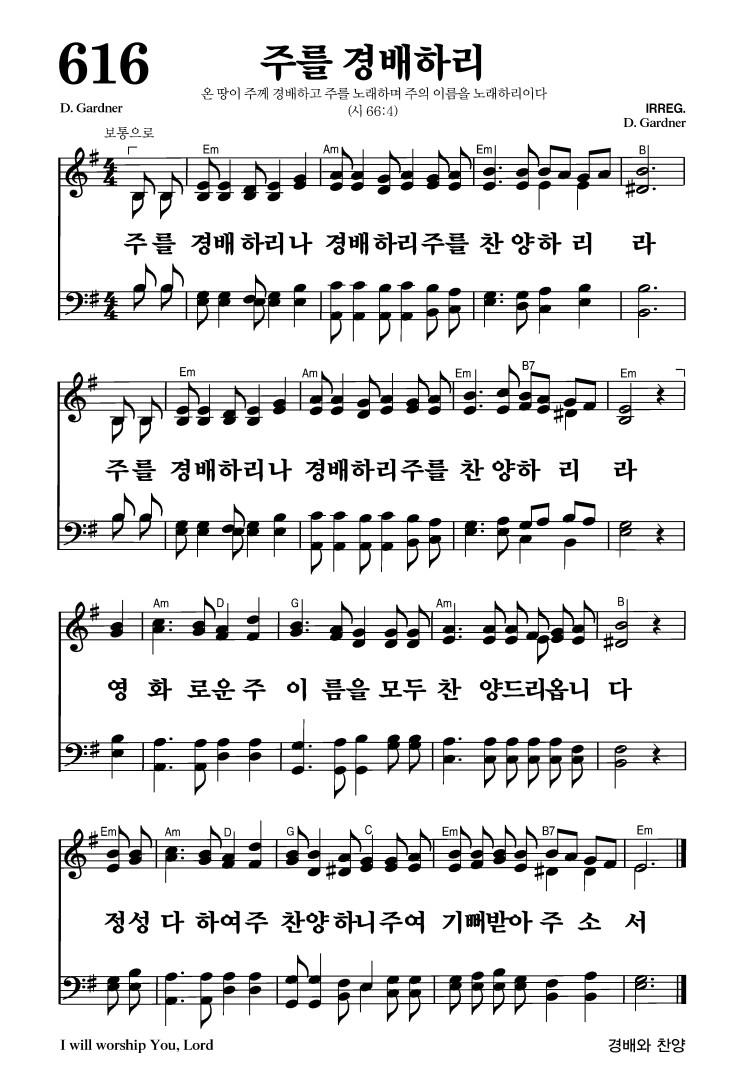 616
주를 경배하리
온 땅이 주께 경배하고 주를 노래하며 주의 이름을 노래하리이다
(시 66:4)
D. Gardner
IRREG.
D. Gardner
보통으로
Em Am Em B
주를 경배하리나 경배하리주를 찬 양하 리 라
Em Am Em B7 Em
주를 경배하리나 경배하리주를 찬 양하 리 라
Am D G Am B
영 화 로운 주 이 름을 모두 찬 양드리옵니 다
Em Am D G C Em B7 Em
정성 다 하여주 찬양하니주여 기뻐받아 주 소 서
I will worship You, Lord
경배와 찬양